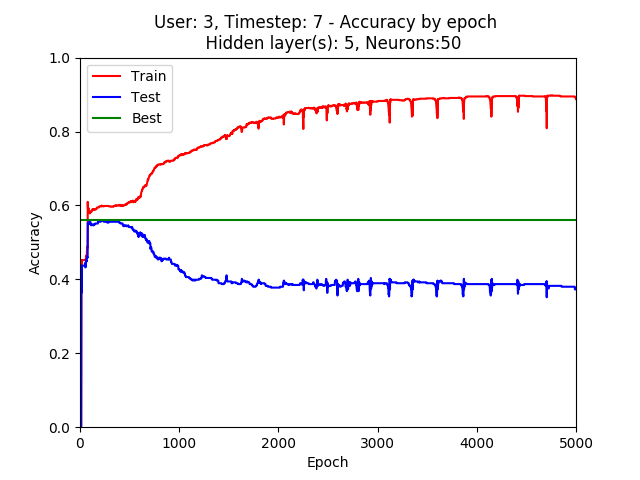 User: 3, Timestep: 7 - Accuracy by epoch
Hidden layer(s): 5, Neurons:50
1.0
0.8
0.6
0.4
0.2
0.0
Accuracy
Train
Test
Best
0
1000
2000
3000
4000
5000
Epoch